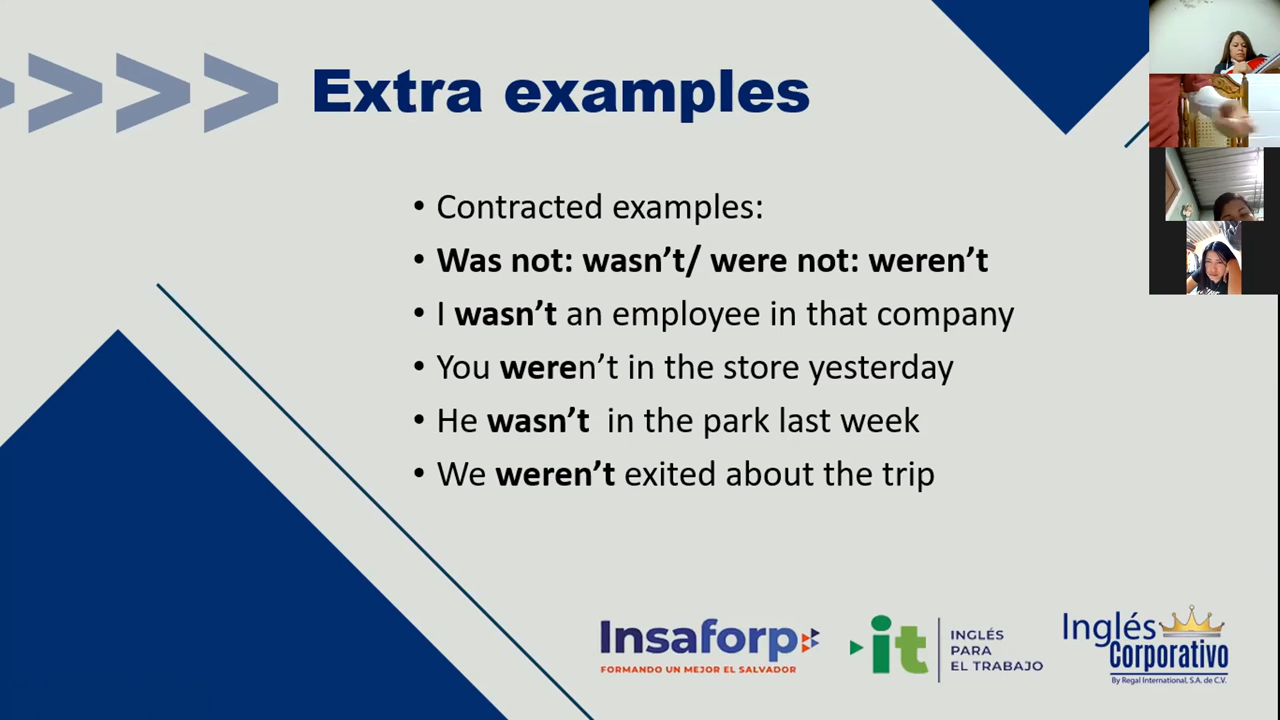 Extra examples
• Contracted examples:
• Was not: wasn’t/ were not: weren’t
• I wasn’t an employee in that company
• You weren’t in the store yesterday
• He wasn’t in the park last week
• We weren’t exited about the trip
Insaforp
FORMANDO UN MEJOR EL SALVADOR
it
INGLÉS
PARA
EL TRABAJO
Inglés
Corporativo
By Regal International, S.A. de C.V.